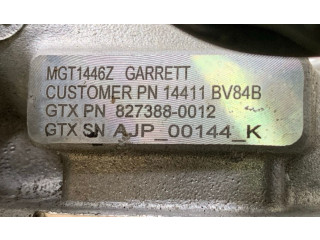 MGT1446Z GARRETT
CUSTOMER PN 14411 BV84B
GTX PN 827388-0012
GTX SN AJP_00144_K